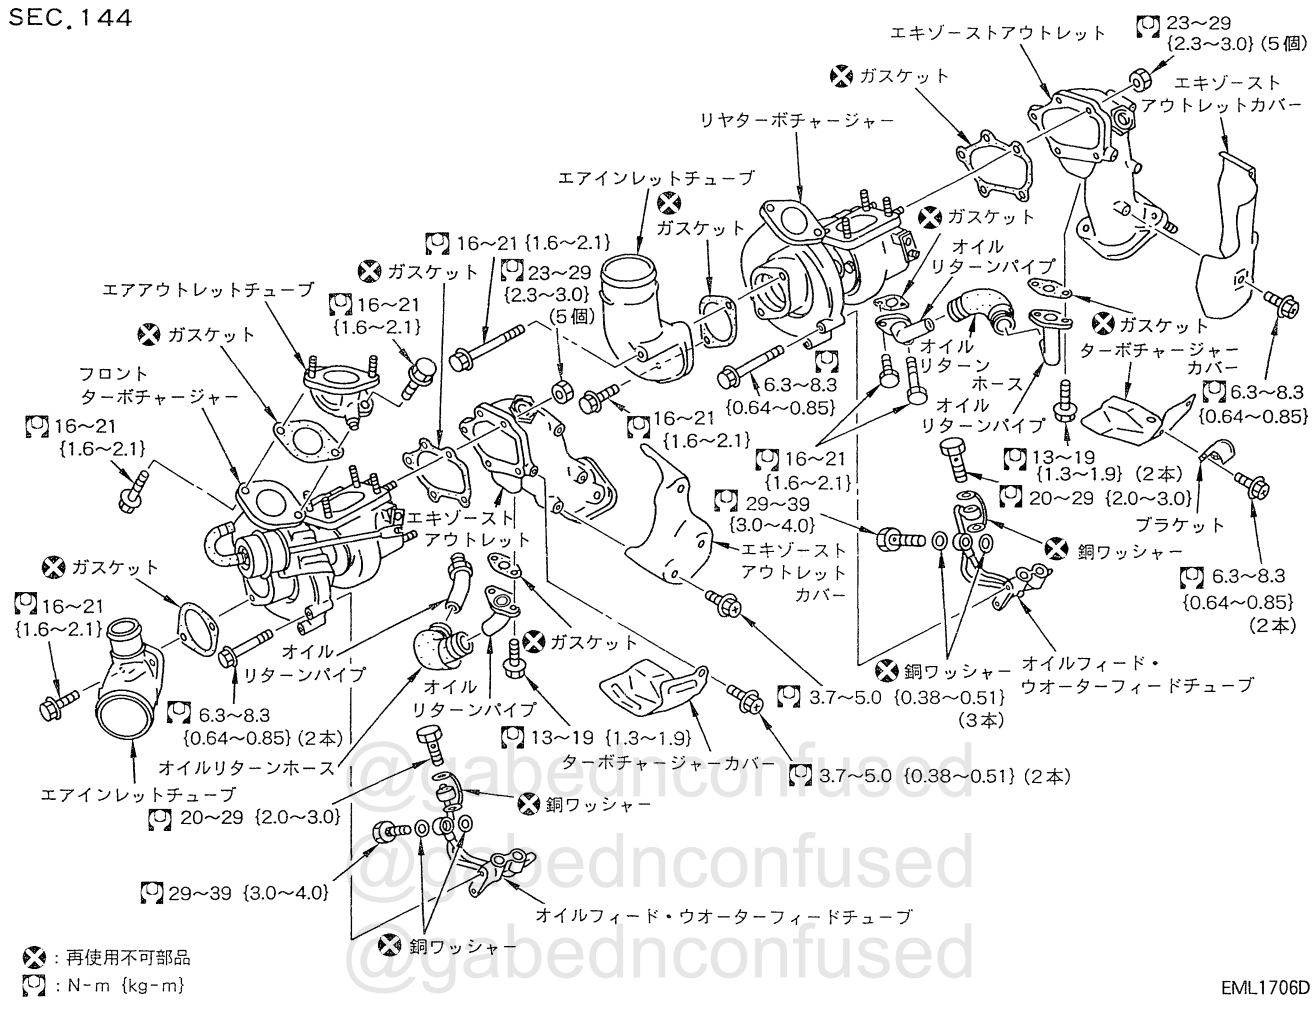 SEC. 144
エキゾーストアウトレット
23～29
{2.3～3.0} (5個)
ガスケット
エキゾースト
アウトレットカバー
リヤターボチャージャー
エアインレットチューブ
ガスケット
ガスケット
16～21 {1.6～2.1}
オイル
リターンパイプ
ガスケット
23～29
{2.3～3.0}
(5個)
エアアウトレットチューブ
16～21
{1.6～2.1}
ガスケット
ガスケット
オイル
リターン
ホース
ターボチャージャー
カバー
フロント
ターボチャージャー
6.3～8.3
{0.64～0.85}
6.3～8.3
{0.64～0.85}
オイル
リターンパイプ
16～21
{1.6～2.1}
16～21
{1.6～2.1}
16～21
{1.6～2.1}
13～19
{1.3～1.9} (2本)
20～29 {2.0～3.0}
29～39
{3.0～4.0}
ブラケット
エキゾースト
アウトレット
エキゾースト
アウトレット
カバー
銅ワッシャー
ガスケット
6.3～8.3
{0.64～0.85}
(2本)
16～21
{1.6～2.1}
ガスケット
オイル
リターンパイプ
銅ワッシャー
オイルフィード・
ウオーターフィードチューブ
オイル
リターンパイプ
3.7～5.0 {0.38～0.51}
(3本)
6.3～8.3
{0.64～0.85} (2本)
13～19 {1.3～1.9}
ターボチャージャーカバー
オイルリターンホース
3.7～5.0 {0.38～0.51} (2本)
エアインレットチューブ
20～29 {2.0～3.0}
銅ワッシャー
29～39 {3.0～4.0}
オイルフィード・ウオーターフィードチューブ
銅ワッシャー
@gabednconfused
@gabednconfused
@gabednconfused
: 再使用不可部品
: N-m {kg-m}
EML1706D